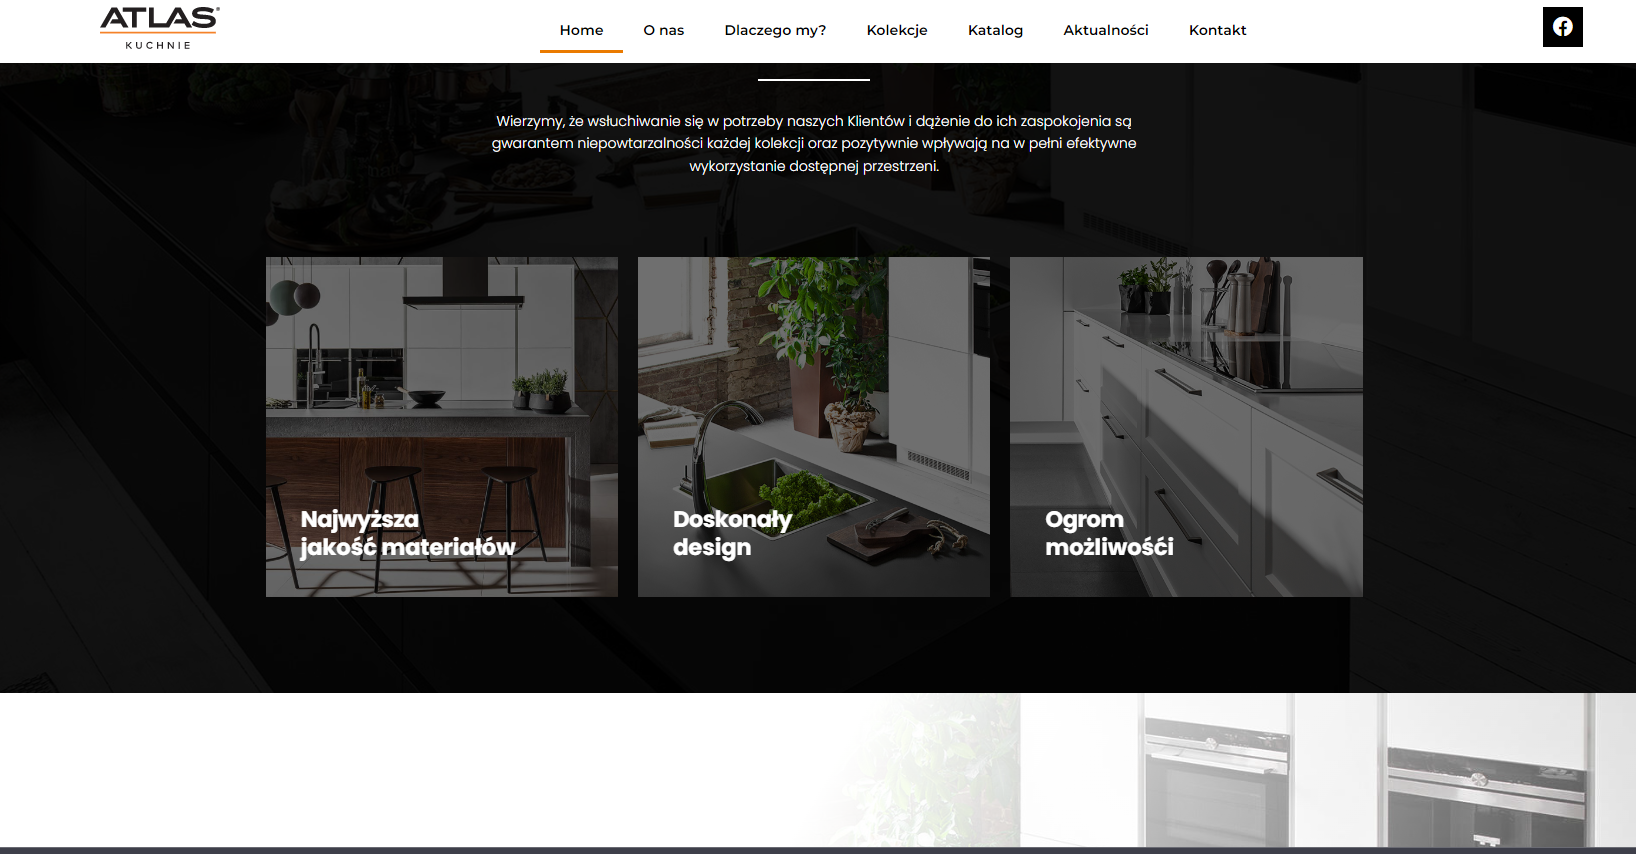 ATLAS®
KUCHNIE
Home
O nas
Dlaczego my?
Kolekcje
Katalog
Aktualności
Kontakt
Wierzymy, że wsłuchiwanie się w potrzeby naszych Klientów i dążenie do ich zaspokojenia są
gwarantem niepowtarzalności każdej kolekcji oraz pozytywnie wpływają na w pełni efektywne
wykorzystanie dostępnej przestrzeni.
Najwyższa
jakość materiałów
Doskonały
design
Ogrom
możliwośći